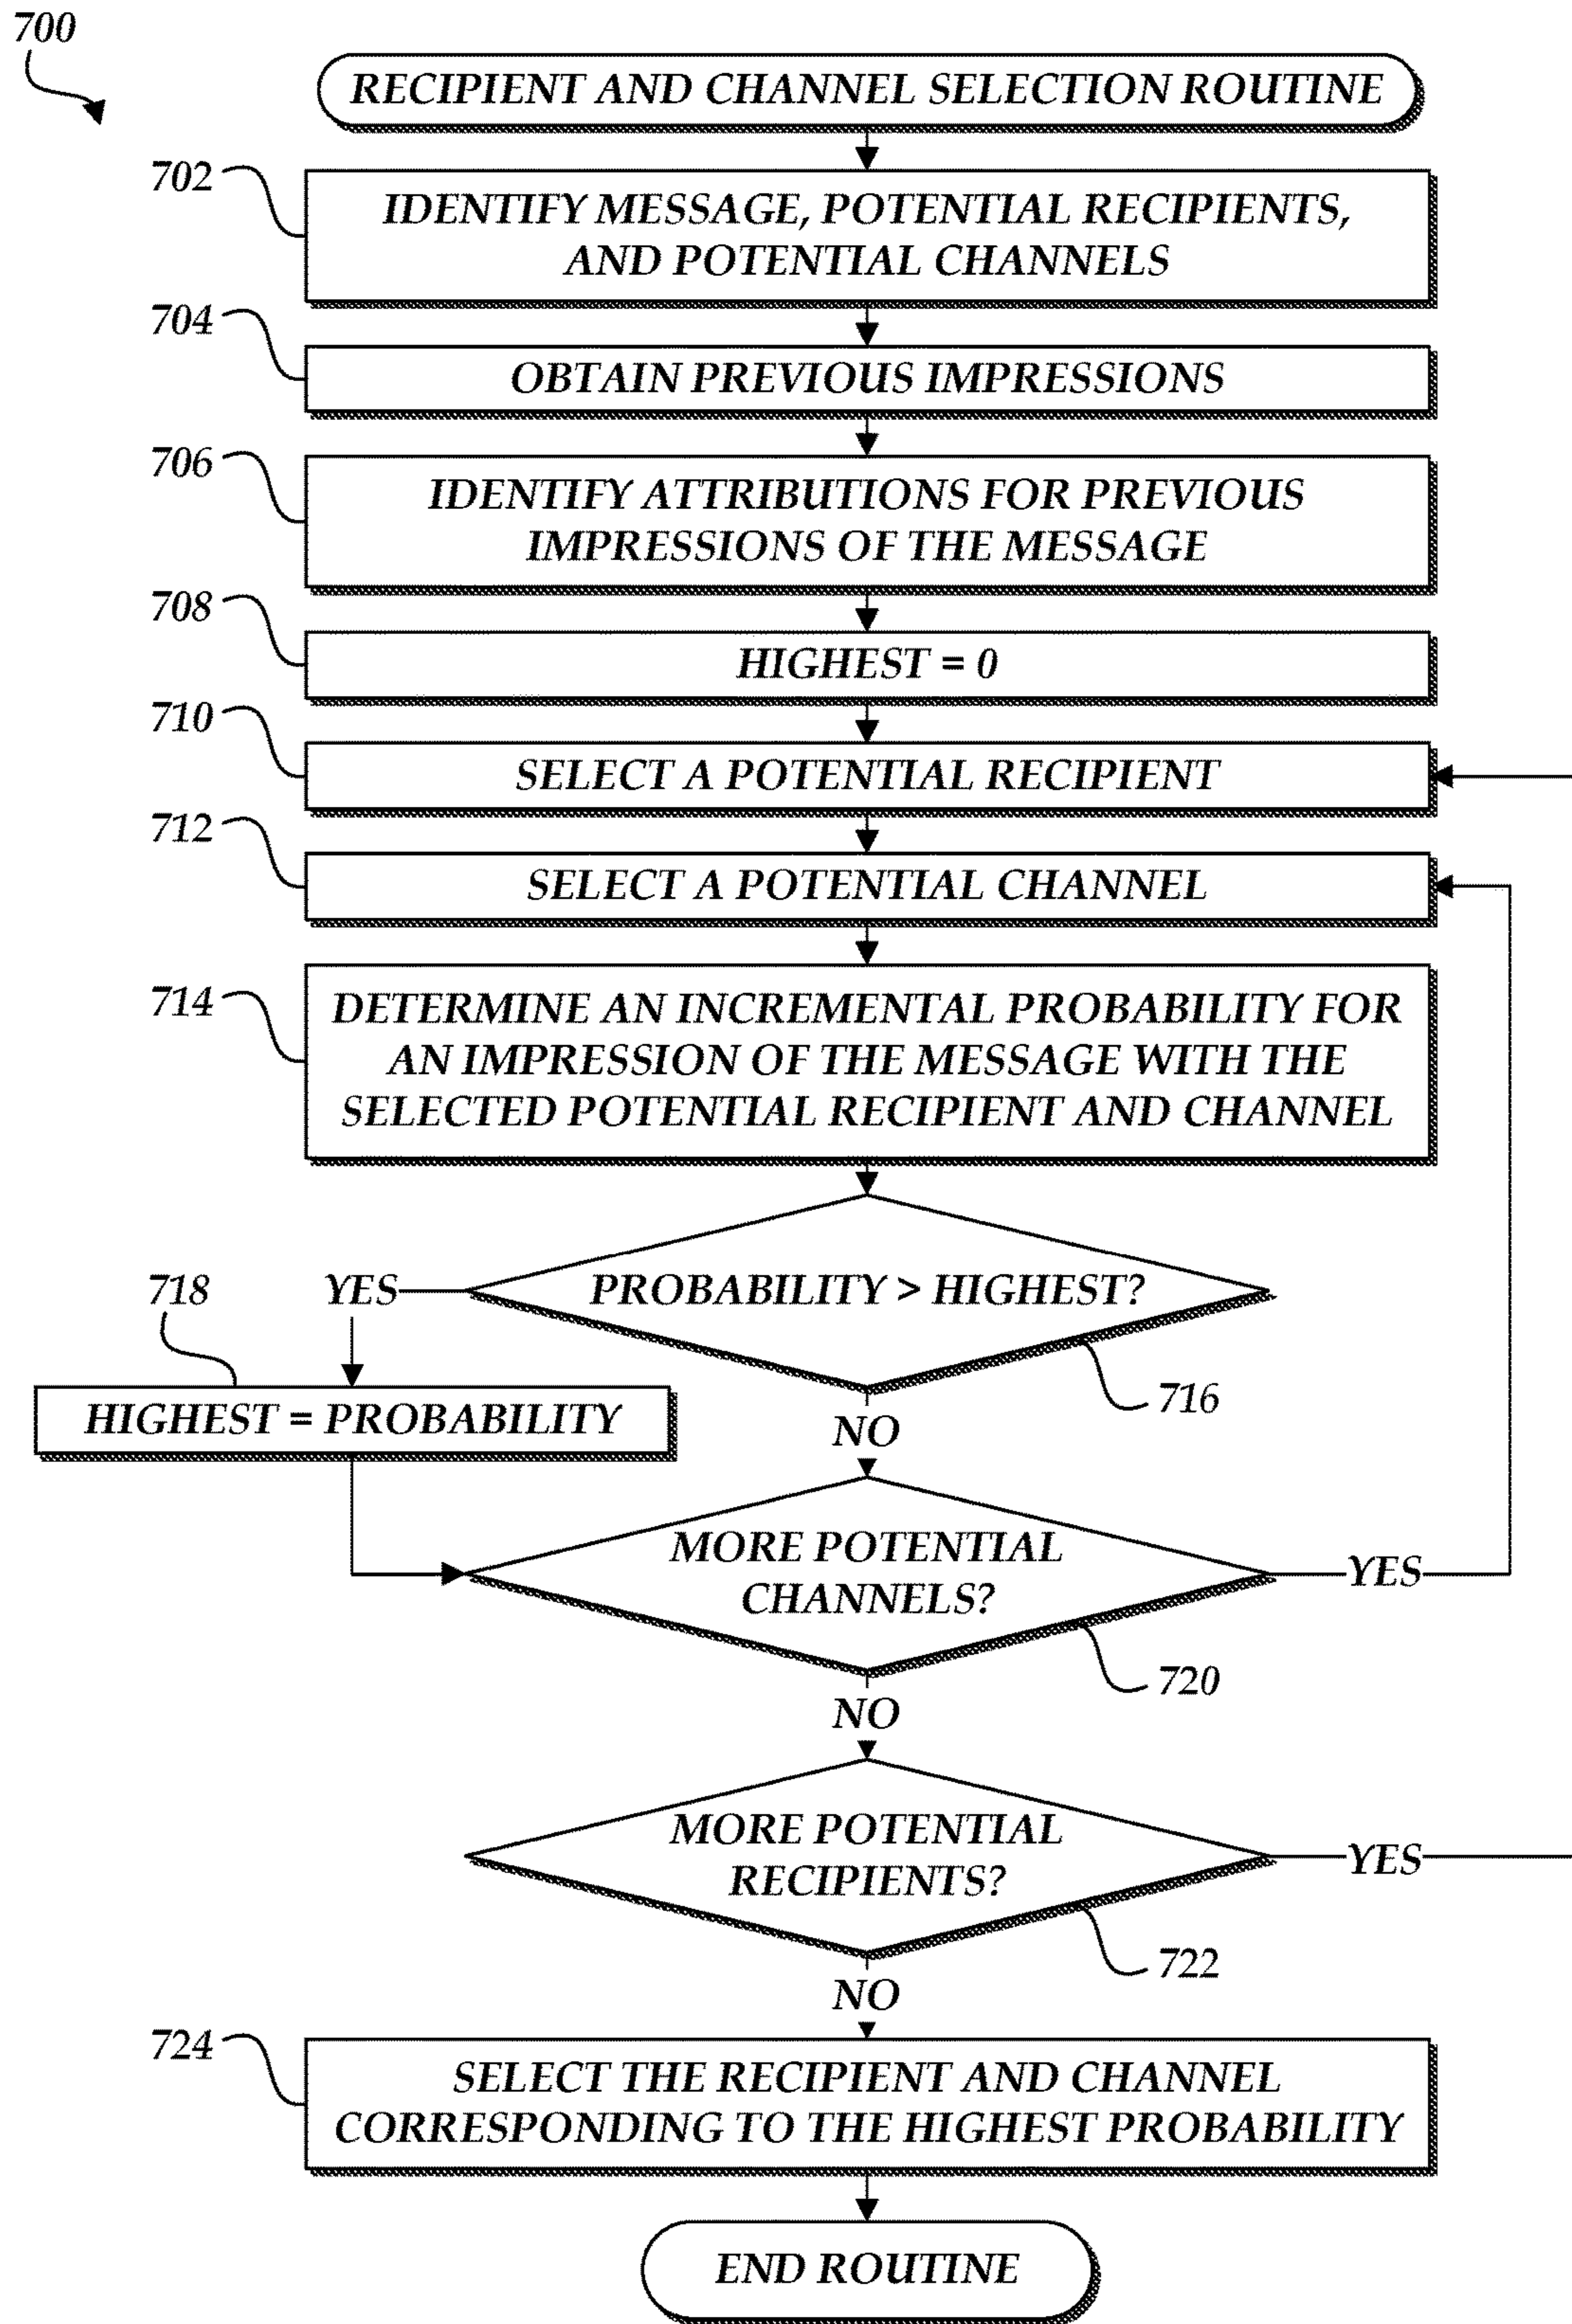 700
RECIPIENT AND CHANNEL SELECTION ROUTINE
702
IDENTIFY MESSAGE, POTENTIAL RECIPIENTS,
AND POTENTIAL CHANNELS
704
OBTAIN PREVIOUS IMPRESSIONS
706
IDENTIFY ATTRIBUTIONS FOR PREVIOUS
IMPRESSIONS OF THE MESSAGE
708
HIGHEST = 0
710
SELECT A POTENTIAL RECIPIENT
712
SELECT A POTENTIAL CHANNEL
714
DETERMINE AN INCREMENTAL PROBABILITY FOR
AN IMPRESSION OF THE MESSAGE WITH THE
SELECTED POTENTIAL RECIPIENT AND CHANNEL
718
YES
PROBABILITY > HIGHEST?
716
HIGHEST = PROBABILITY
NO
MORE POTENTIAL
CHANNELS?
YES
720
NO
MORE POTENTIAL
RECIPIENTS?
YES
722
NO
724
SELECT THE RECIPIENT AND CHANNEL
CORRESPONDING TO THE HIGHEST PROBABILITY
END ROUTINE